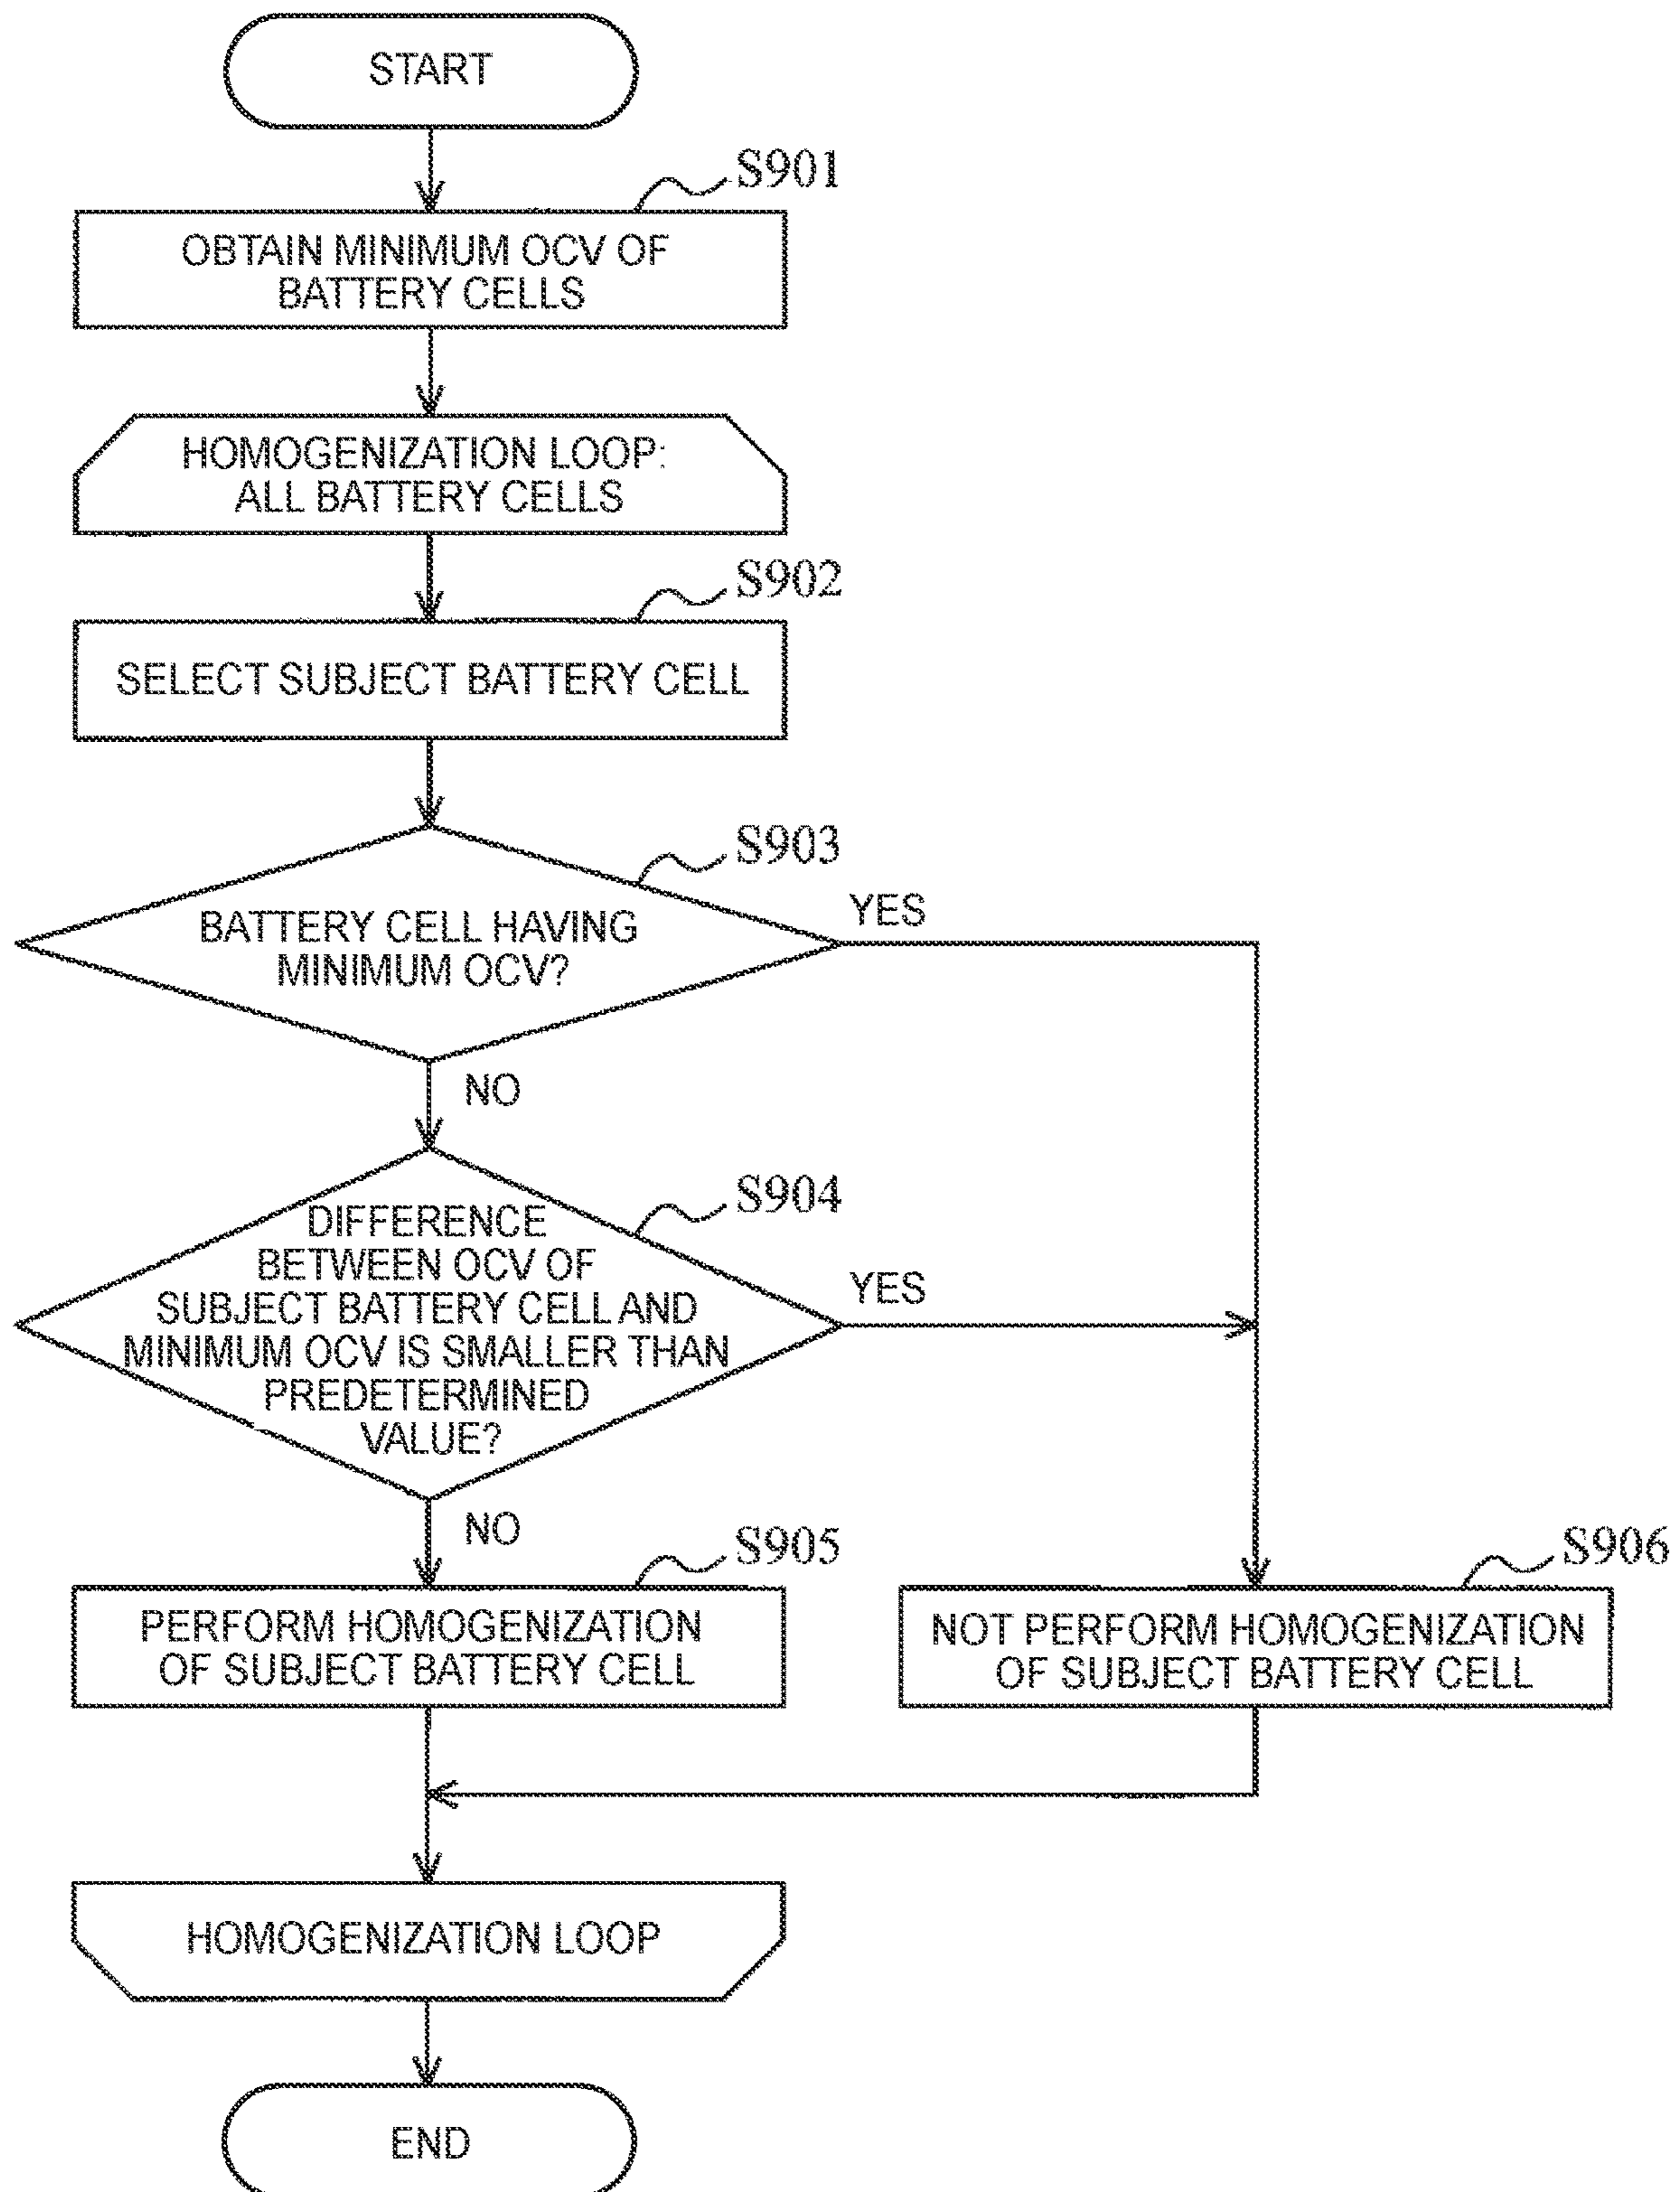 START
S901
OBTAIN MINIMUM OCV OF
BATTERY CELLS
HOMOGENIZATION LOOP:
ALL BATTERY CELLS
S902
SELECT SUBJECT BATTERY CELL
S903
BATTERY CELL HAVING
MINIMUM OCV?
YES
NO
S904
DIFFERENCE
BETWEEN OCV OF
SUBJECT BATTERY CELL AND
MINIMUM OCV IS SMALLER THAN
PREDETERMINED
VALUE?
YES
NO
S905
PERFORM HOMOGENIZATION
OF SUBJECT BATTERY CELL
S906
NOT PERFORM HOMOGENIZATION
OF SUBJECT BATTERY CELL
HOMOGENIZATION LOOP
END